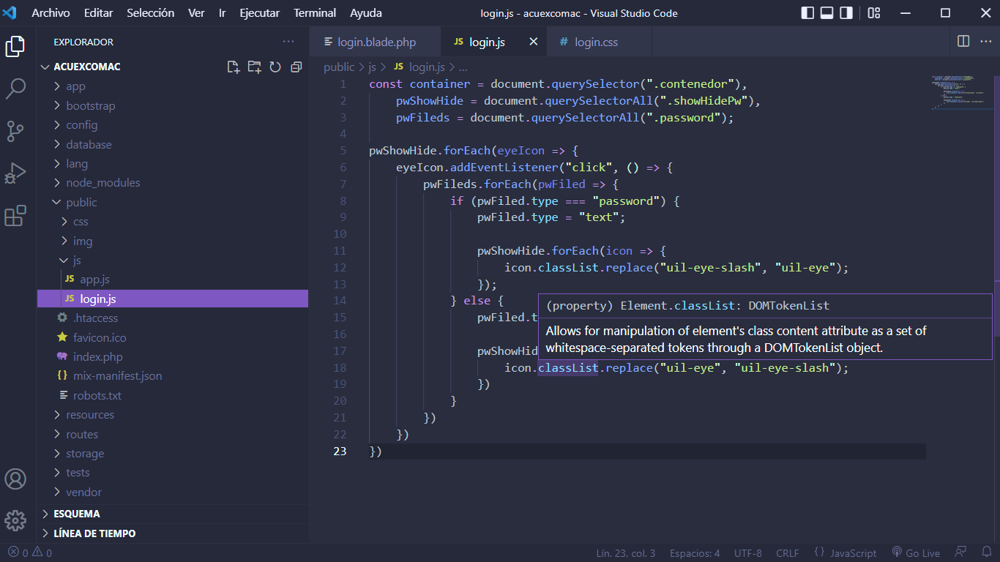 Archivo Editar Selección Ver Ir Ejecutar Terminal Ayuda login.js - acuexcomac - Visual Studio Code
EXPLORADOR
ACUEXCOMAC
app
bootstrap
config
database
lang
node_modules
public
css
img
js
JS app.js
JS login.js
.htaccess
favicon.ico
index.php
{} mix-manifest.json
robots.txt
resources
routes
storage
tests
vendor
ESQUEMA
LÍNEA DE TIEMPO
login.blade.php JS login.js # login.css
public > js > JS login.js > ...
1 const container = document.querySelector(".contenedor"),
2 pwShowHide = document.querySelectorAll(".showHidePw"),
3 pwFileds = document.querySelectorAll(".password");
4
5 pwShowHide.forEach(eyeIcon => {
6 eyeIcon.addEventListener("click", () => {
7 pwFileds.forEach(pwFiled => {
8 if (pwFiled.type === "password") {
9 pwFiled.type = "text";
10
11 pwShowHide.forEach(icon => {
12 icon.classList.replace("uil-eye-slash", "uil-eye");
13 });
14 } else {
15 pwFiled.t
16
17 pwShowHid
18 icon.classList.replace("uil-eye", "uil-eye-slash");
19 })
20 }
21 })
22 })
23 })
(property) Element.classList: DOMTokenList
Allows for manipulation of element's class content attribute as a set of
whitespace-separated tokens through a DOMTokenList object.
0 0 Lín. 23, col. 3 Espacios: 4 UTF-8 CRLF {} JavaScript Go Live